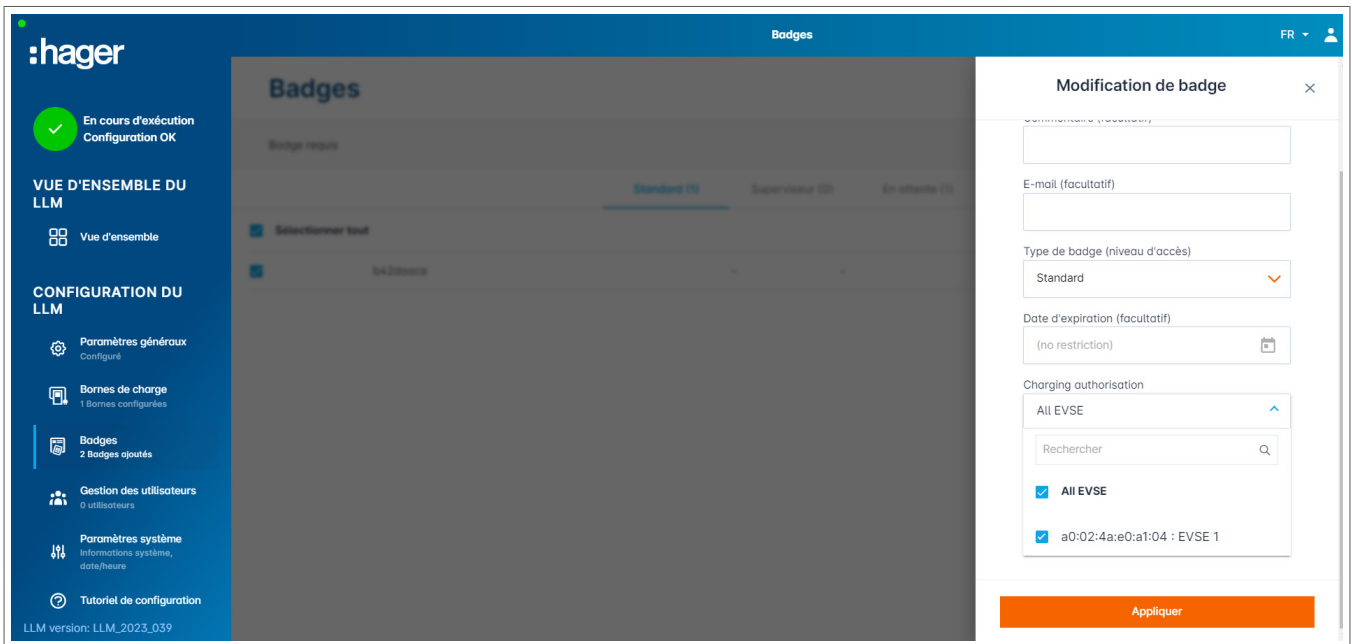 :hager
Badges
FR
En cours d'exécution
Configuration OK
VUE D'ENSEMBLE DU
LLM
Vue d'ensemble
CONFIGURATION DU
LLM
Paramètres généraux
Configuré
Bornes de charge
1 Bornes configurées
Badges
2 Badges ajoutés
Gestion des utilisateurs
0 utilisateurs
Paramètres système
Informations système,
date/heure
Tutoriel de configuration
LLM version: LLM_2023_039
Badges
Badge requis
Standard (1) Superviseur (0) En attente (1)
Sélectionner tout
- -
Modification de badge
Commentaire (facultatif)
E-mail (facultatif)
Type de badge (niveau d'accès)
Standard
Date d'expiration (facultatif)
(no restriction)
Charging authorisation
All EVSE
Rechercher
All EVSE
a0:02:4a:e0:a1:04 : EVSE 1
Appliquer